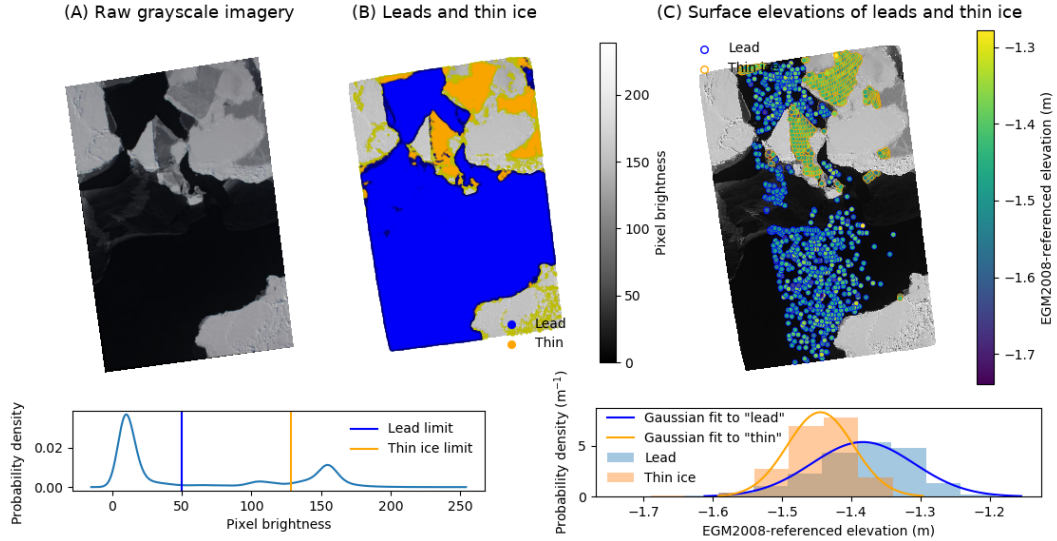 (A) Raw grayscale imagery
(B) Leads and thin ice
(C) Surface elevations of leads and thin ice
Lead
Thin
200
150
100
50
0
Pixel brightness
Lead
Thin ice
−1.3
−1.4
−1.5
−1.6
−1.7
EGM2008-referenced elevation (m)
Probability density
0.02
0.00
Lead limit
Thin ice limit
0
50
100
150
200
250
Pixel brightness
Probability density (m⁻¹)
5
0
Gaussian fit to "lead"
Gaussian fit to "thin"
Lead
Thin ice
−1.7
−1.6
−1.5
−1.4
−1.3
−1.2
EGM2008-referenced elevation (m)